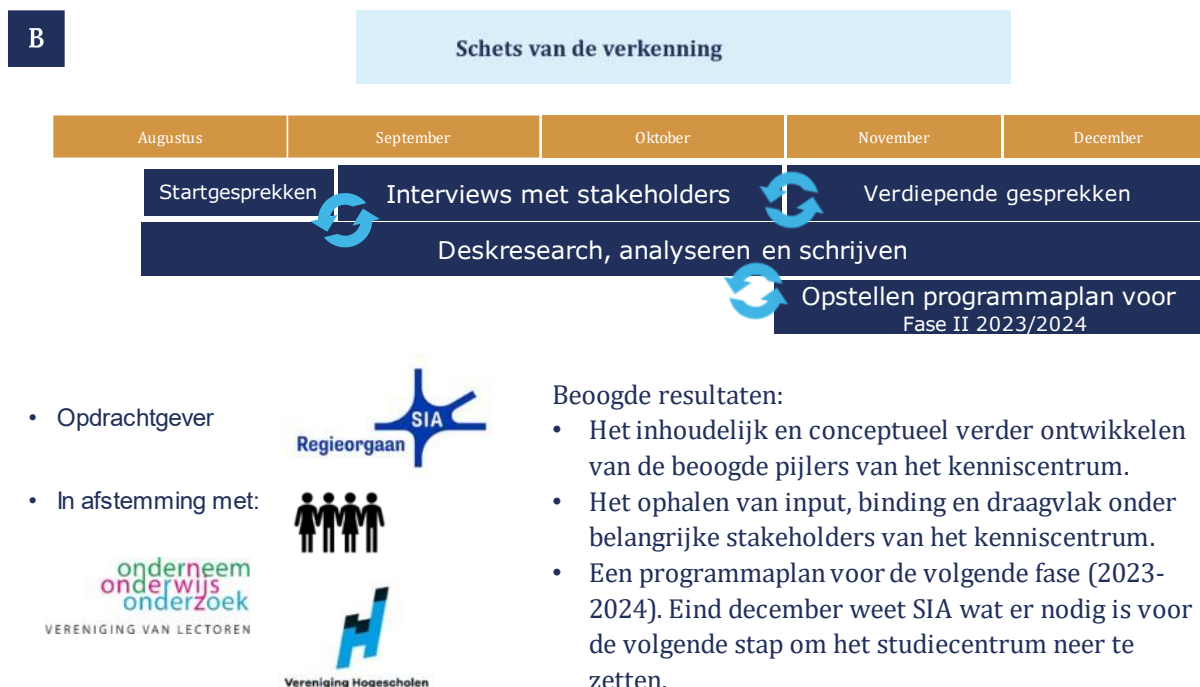 B
Schets van de verkenning
Augustus
September
Oktober
November
December
Startgesprekken
Interviews met stakeholders
Verdiepende gesprekken
Deskresearch, analyseren en schrijven
Opstellen programmaplan voor
Fase II 2023/2024
• Opdrachtgever
SIA
Regieorgaan
• In afstemming met:
onderneem
onderwijs
onderzoek
VERENIGING VAN LECTOREN
Vereniging Hogescholen
Beoogde resultaten:
• Het inhoudelijk en conceptueel verder ontwikkelen
van de beoogde pijlers van het kenniscentrum.
• Het ophalen van input, binding en draagvlak onder
belangrijke stakeholders van het kenniscentrum.
• Een programmaplan voor de volgende fase (2023-
2024). Eind december weet SIA wat er nodig is voor
de volgende stap om het studiecentrum neer te
zetten.